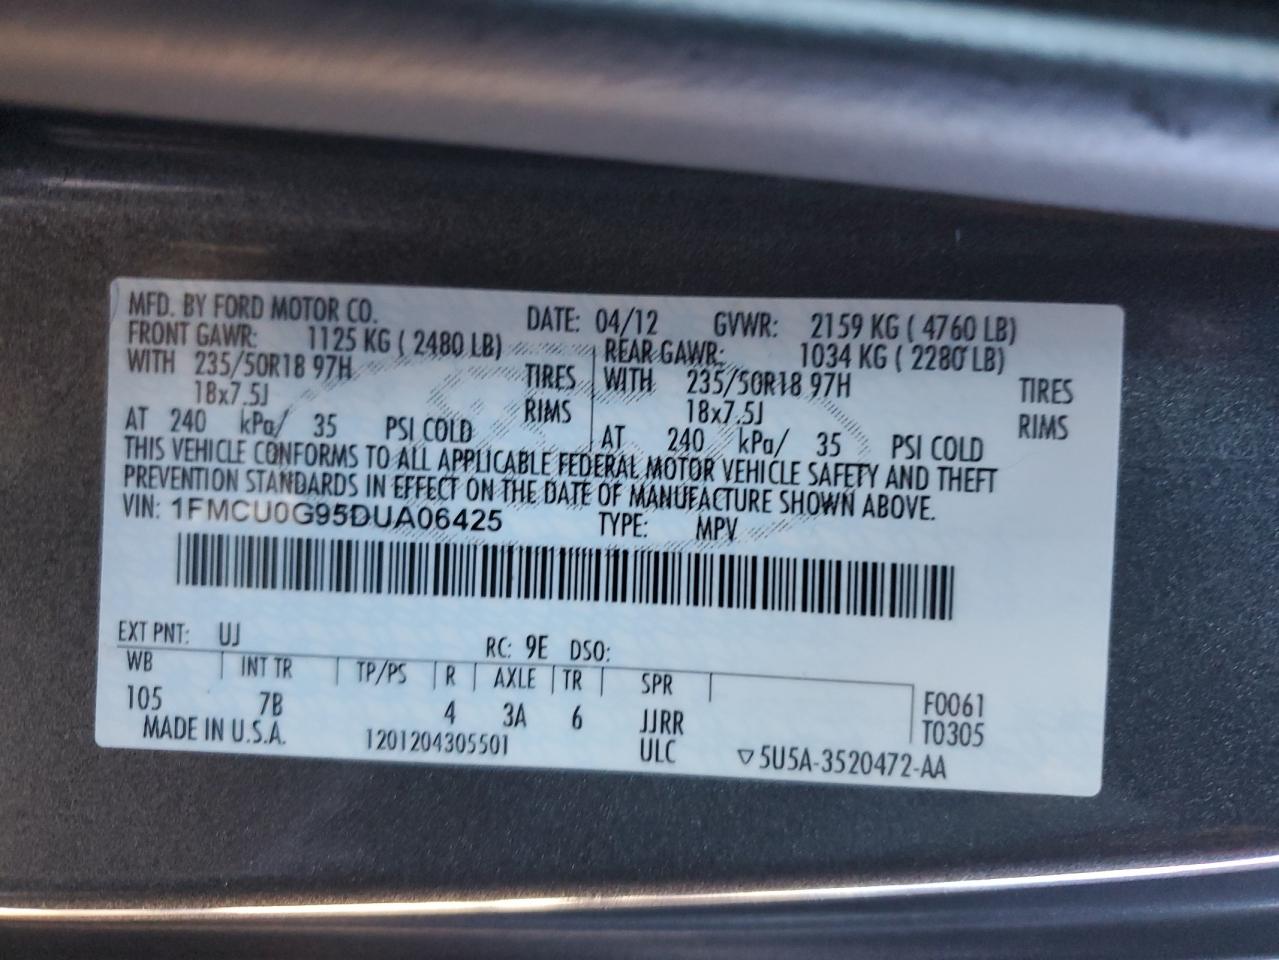 MFD. BY FORD MOTOR CO.
DATE: 04/12 GVWR: 2159 KG ( 4760 LB)
FRONT GAWR: 1125 KG ( 2480 LB)
WITH 235/50R18 97H TIRES
18x7.5J RIMS
AT 240 kPa/ 35 PSI COLD
REAR GAWR: 1034 KG ( 2280 LB)
WITH 235/50R18 97H TIRES
18x7.5J RIMS
AT 240 kPa/ 35 PSI COLD
THIS VEHICLE CONFORMS TO ALL APPLICABLE FEDERAL MOTOR VEHICLE SAFETY AND THEFT
PREVENTION STANDARDS IN EFFECT ON THE DATE OF MANUFACTURE SHOWN ABOVE.
VIN: 1FMCU0G95DUA06425 TYPE: MPV
EXT PNT: UJ RC: 9E DSO:
WB INT TR TP/PS R AXLE TR SPR
105 7B 4 3A 6 JJRR
F0061
T0305
MADE IN U.S.A. 1201204305501 ULC ▽5U5A-3520472-AA